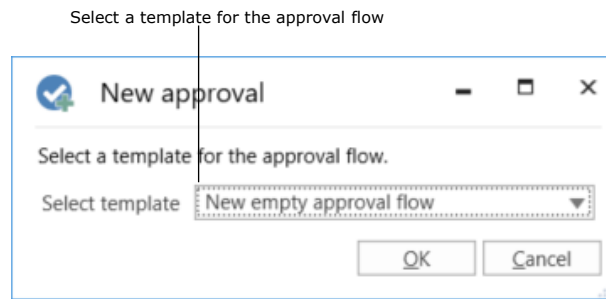 Select a template for the approval flow
New approval
Select a template for the approval flow.
Select template New empty approval flow
OK Cancel